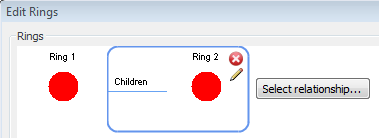 Edit Rings
Rings
Ring 1
Ring 2
Children
Select relationship...